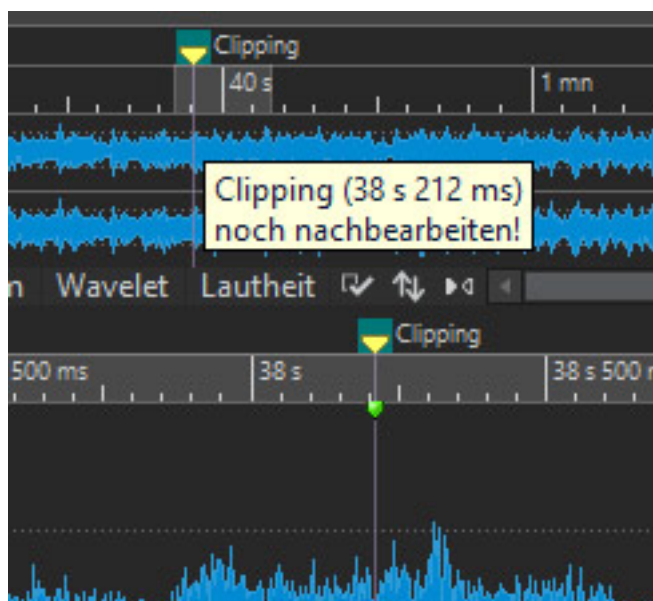 Clipping
40 s
1 mn
Clipping (38 s 212 ms)
noch nachbearbeiten!
Wavelet Lautheit
Clipping
500 ms 38 s 38 s 500